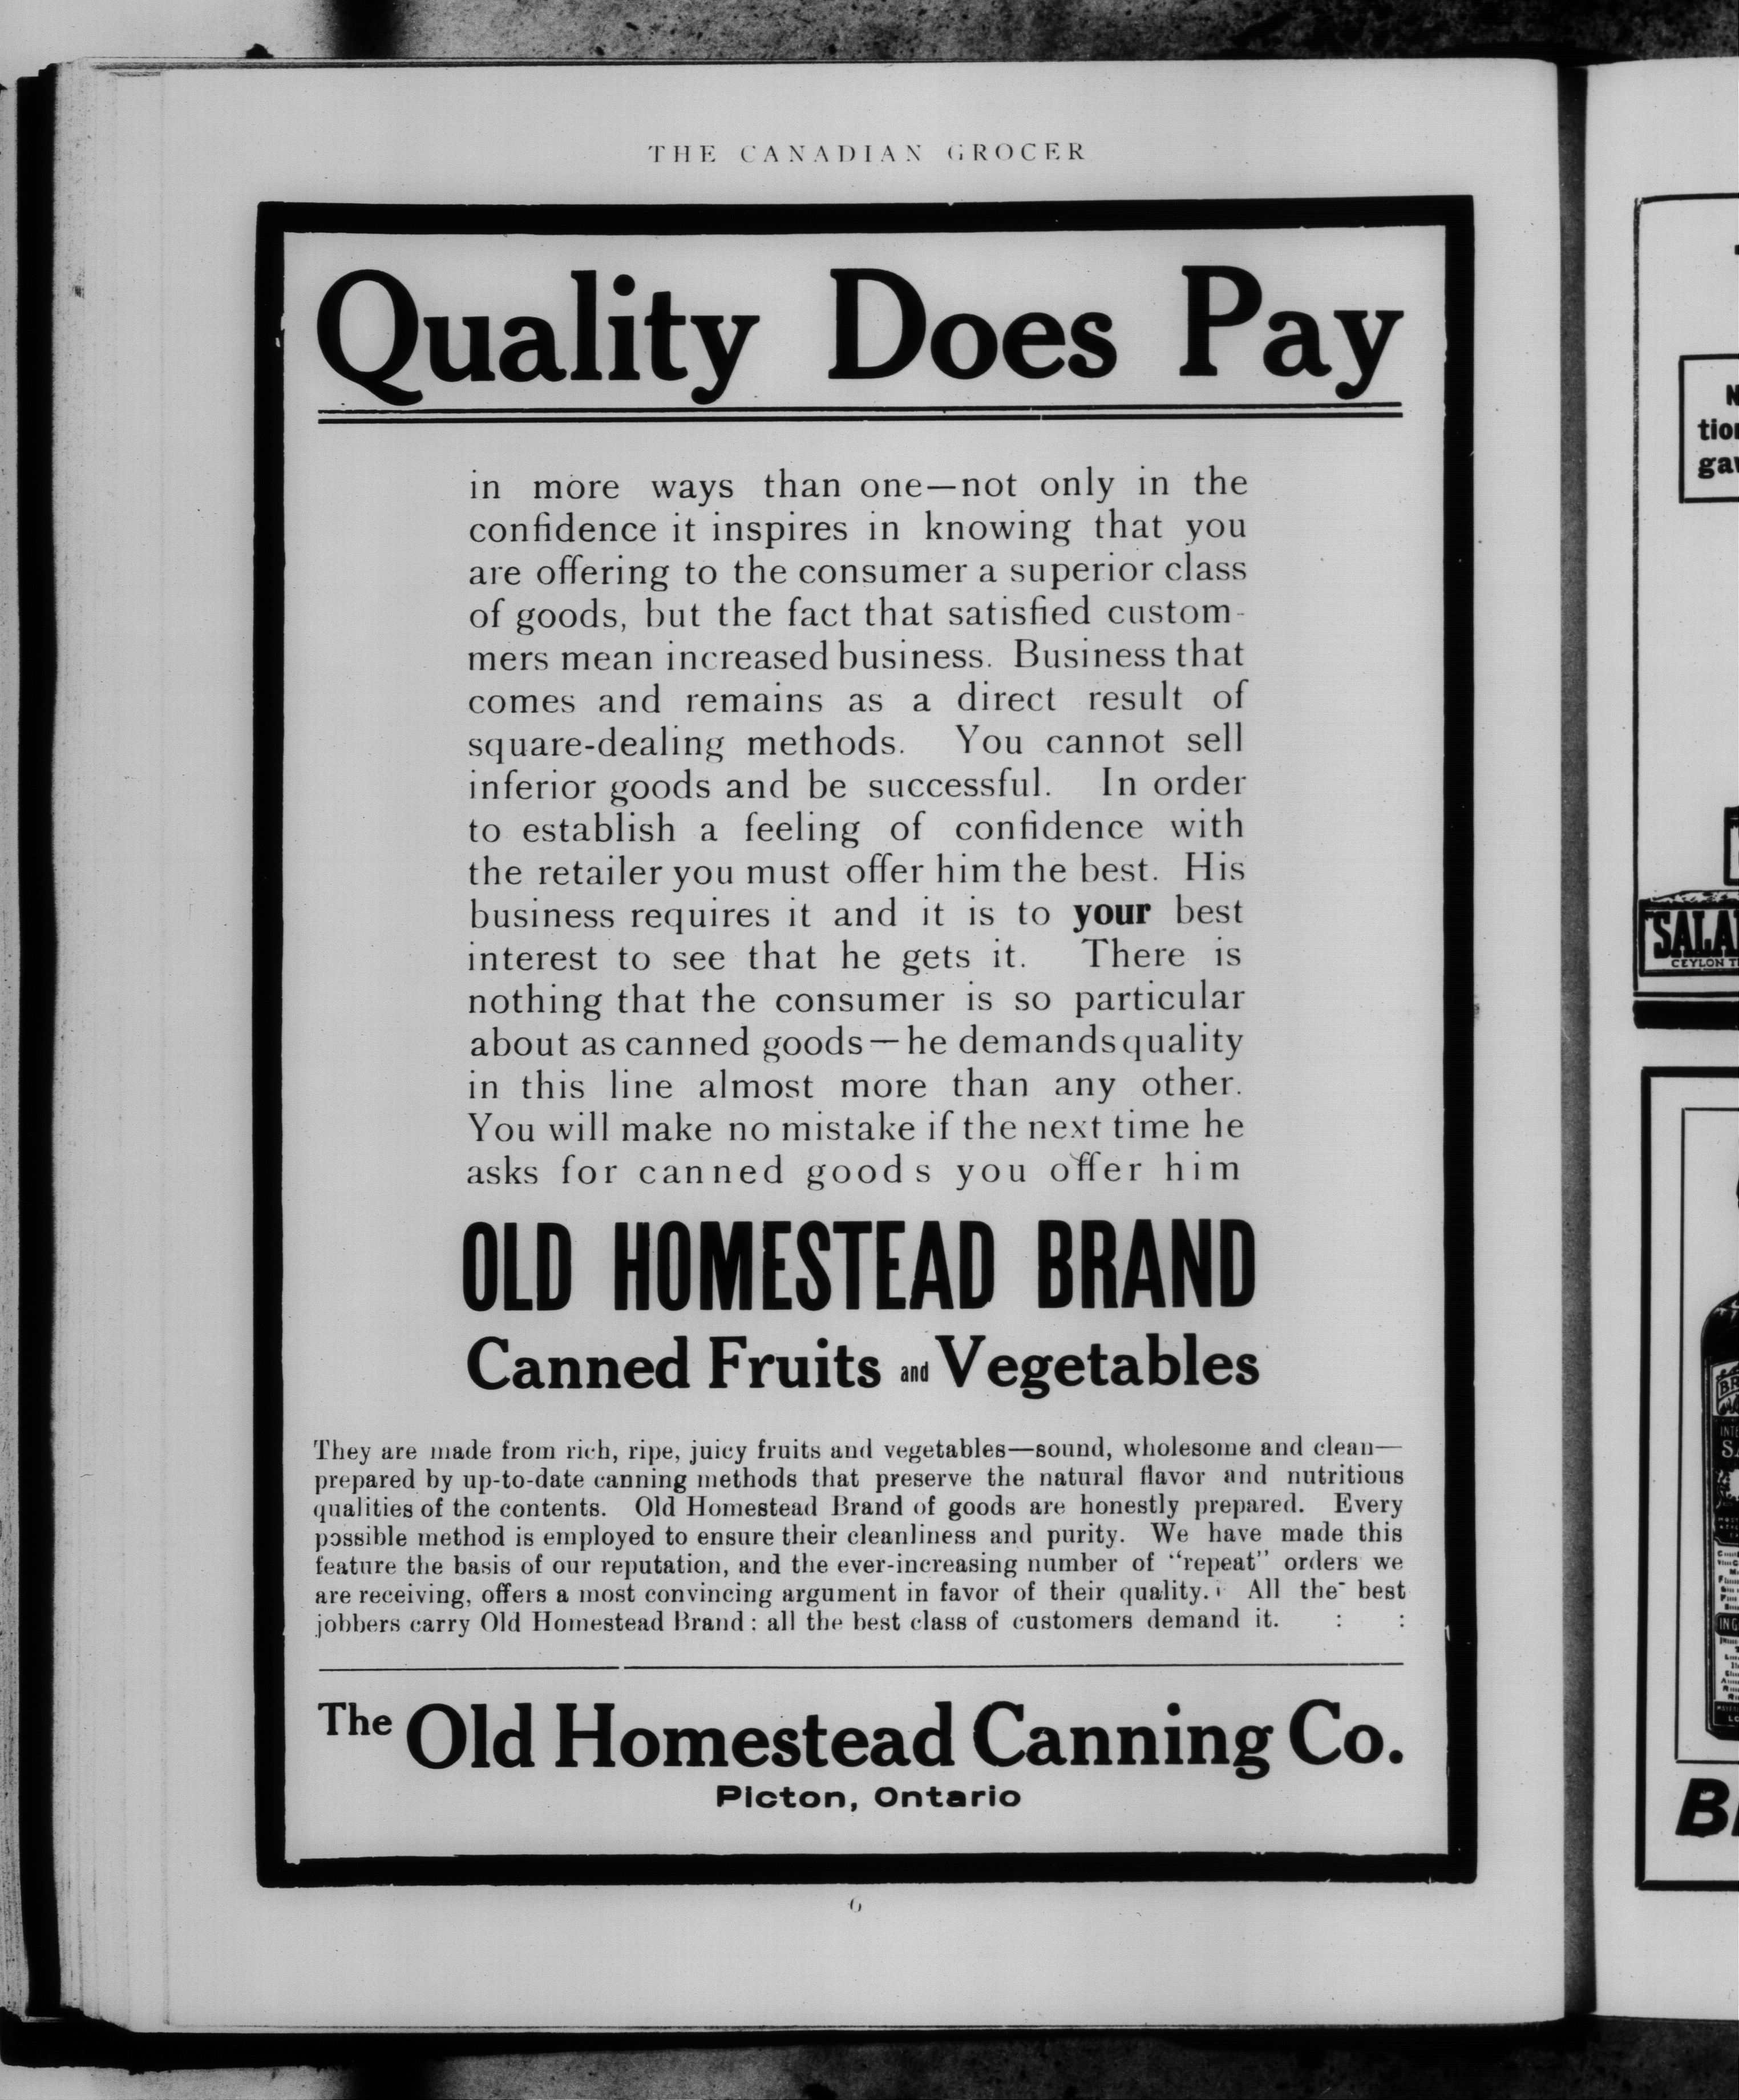 THE CANADIAN GROCER
Quality Does Pay
in more ways than one—not only in the
confidence it inspires in knowing that you
are offering to the consumer a superior class
of goods, but the fact that satisfied custom-
mers mean increased business. Business that
comes and remains as a direct result of
square-dealing methods. You cannot sell
inferior goods and be successful. In order
to establish a feeling of confidence with
the retailer you must offer him the best. His
business requires it and it is to your best
interest to see that he gets it. There is
nothing that the consumer is so particular
about as canned goods—he demands quality
in this line almost more than any other.
You will make no mistake if the next time he
asks for canned goods you offer him
OLD HOMESTEAD BRAND
Canned Fruits and Vegetables
They are made from rich, ripe, juicy fruits and vegetables—sound, wholesome and clean—
prepared by up-to-date canning methods that preserve the natural flavor and nutritious
qualities of the contents. Old Homestead Brand of goods are honestly prepared. Every
possible method is employed to ensure their cleanliness and purity. We have made this
feature the basis of our reputation, and the ever-increasing number of "repeat" orders we
are receiving, offers a most convincing argument in favor of their quality. All the best
jobbers carry Old Homestead Brand: all the best class of customers demand it. : :
The Old Homestead Canning Co.
Picton, Ontario
6
CEYLON